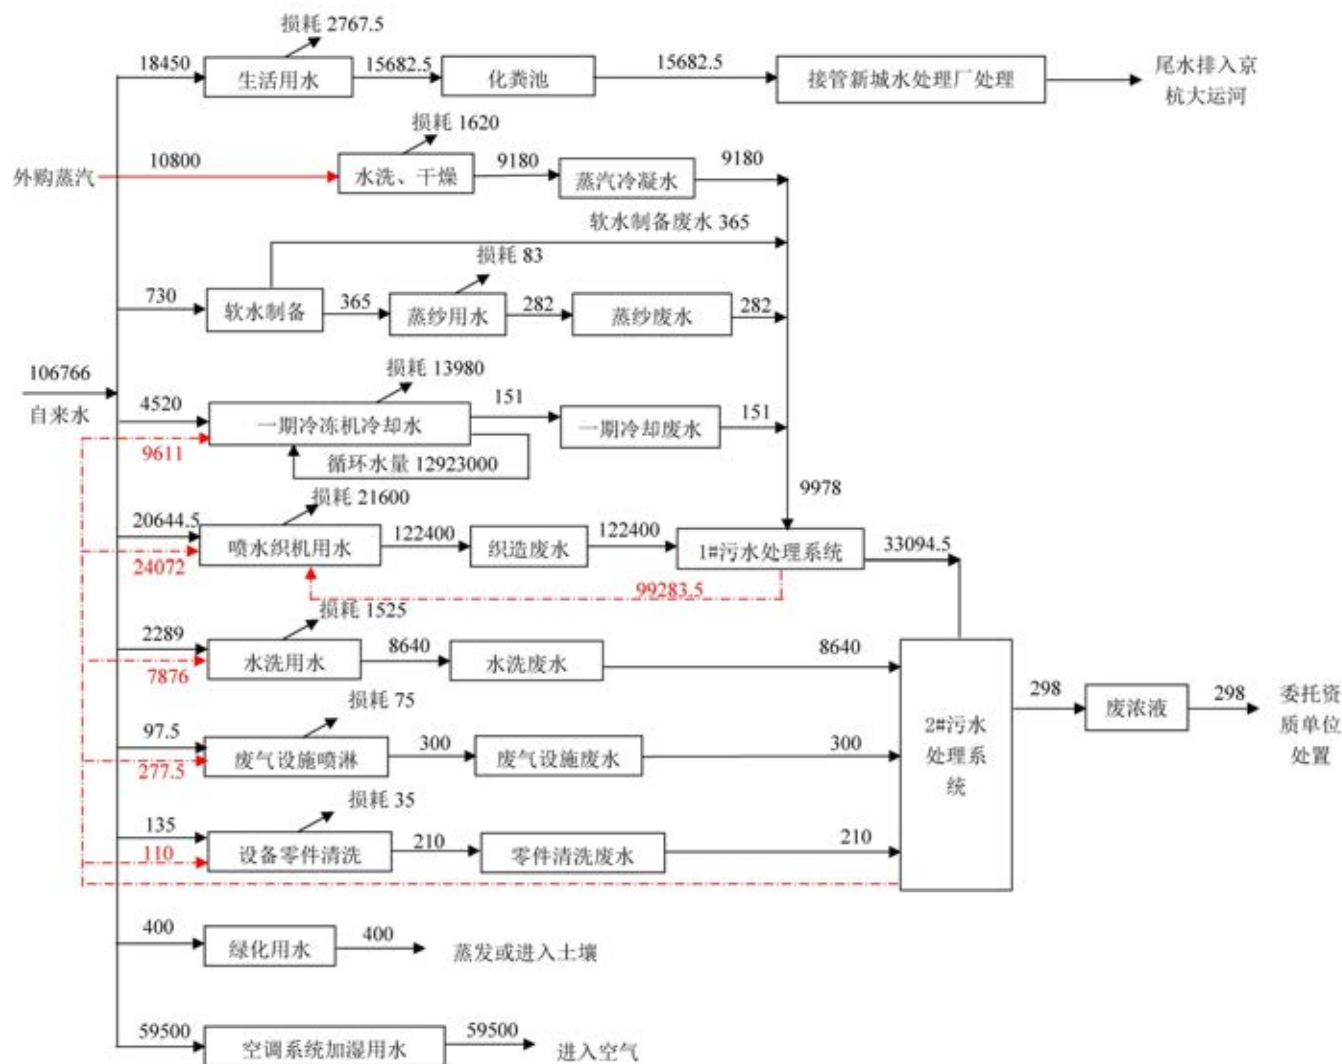 损耗 2767.5
18450
生活用水
15682.5
化粪池
15682.5
接管新城水处理厂处理
尾水排入京
杭大运河
损耗 1620
外购蒸汽
10800
水洗、干燥
9180
蒸汽冷凝水
9180
软水制备废水 365
损耗 83
730
软水制备
365
蒸纱用水
282
蒸纱废水
282
106766
自来水
损耗 13980
4520
9611
一期冷冻机冷却水
151
一期冷却废水
151
循环水量 12923000
9978
损耗 21600
20644.5
24072
喷水织机用水
122400
织造废水
122400
1#污水处理系统
33094.5
99283.5
损耗 1525
2289
7876
水洗用水
8640
水洗废水
8640
损耗 75
97.5
277.5
废气设施喷淋
300
废气设施废水
300
2#污水
处理系
统
298
废浓液
298
委托资
质单位
处置
损耗 35
135
110
设备零件清洗
210
零件清洗废水
210
400
绿化用水
400
蒸发或进入土壤
59500
空调系统加湿用水
59500
进入空气